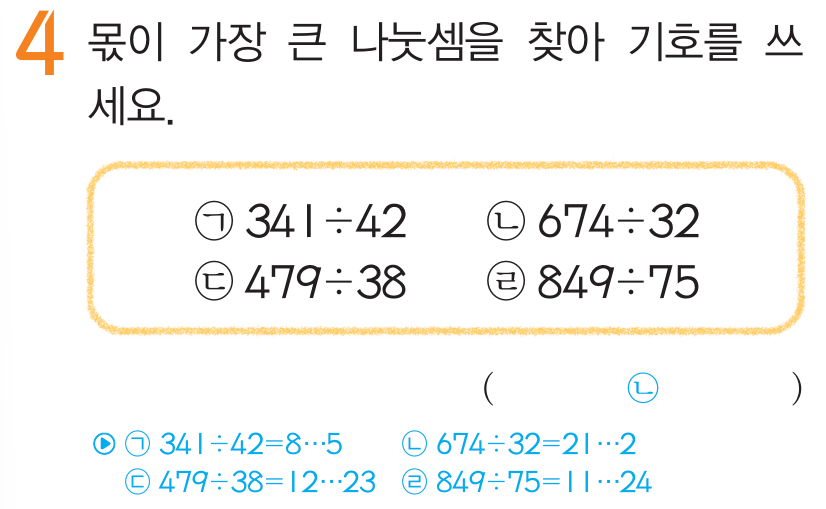 4 몫이 가장 큰 나눗셈을 찾아 기호를 쓰
세요.
㉠ 341÷42 ㉡ 674÷32
㉢ 479÷38 ㉣ 849÷75
( ㉡ )
▶ ㉠ 341÷42=8…5 ㉡ 674÷32=21…2
㉢ 479÷38=12…23 ㉣ 849÷75=11…24